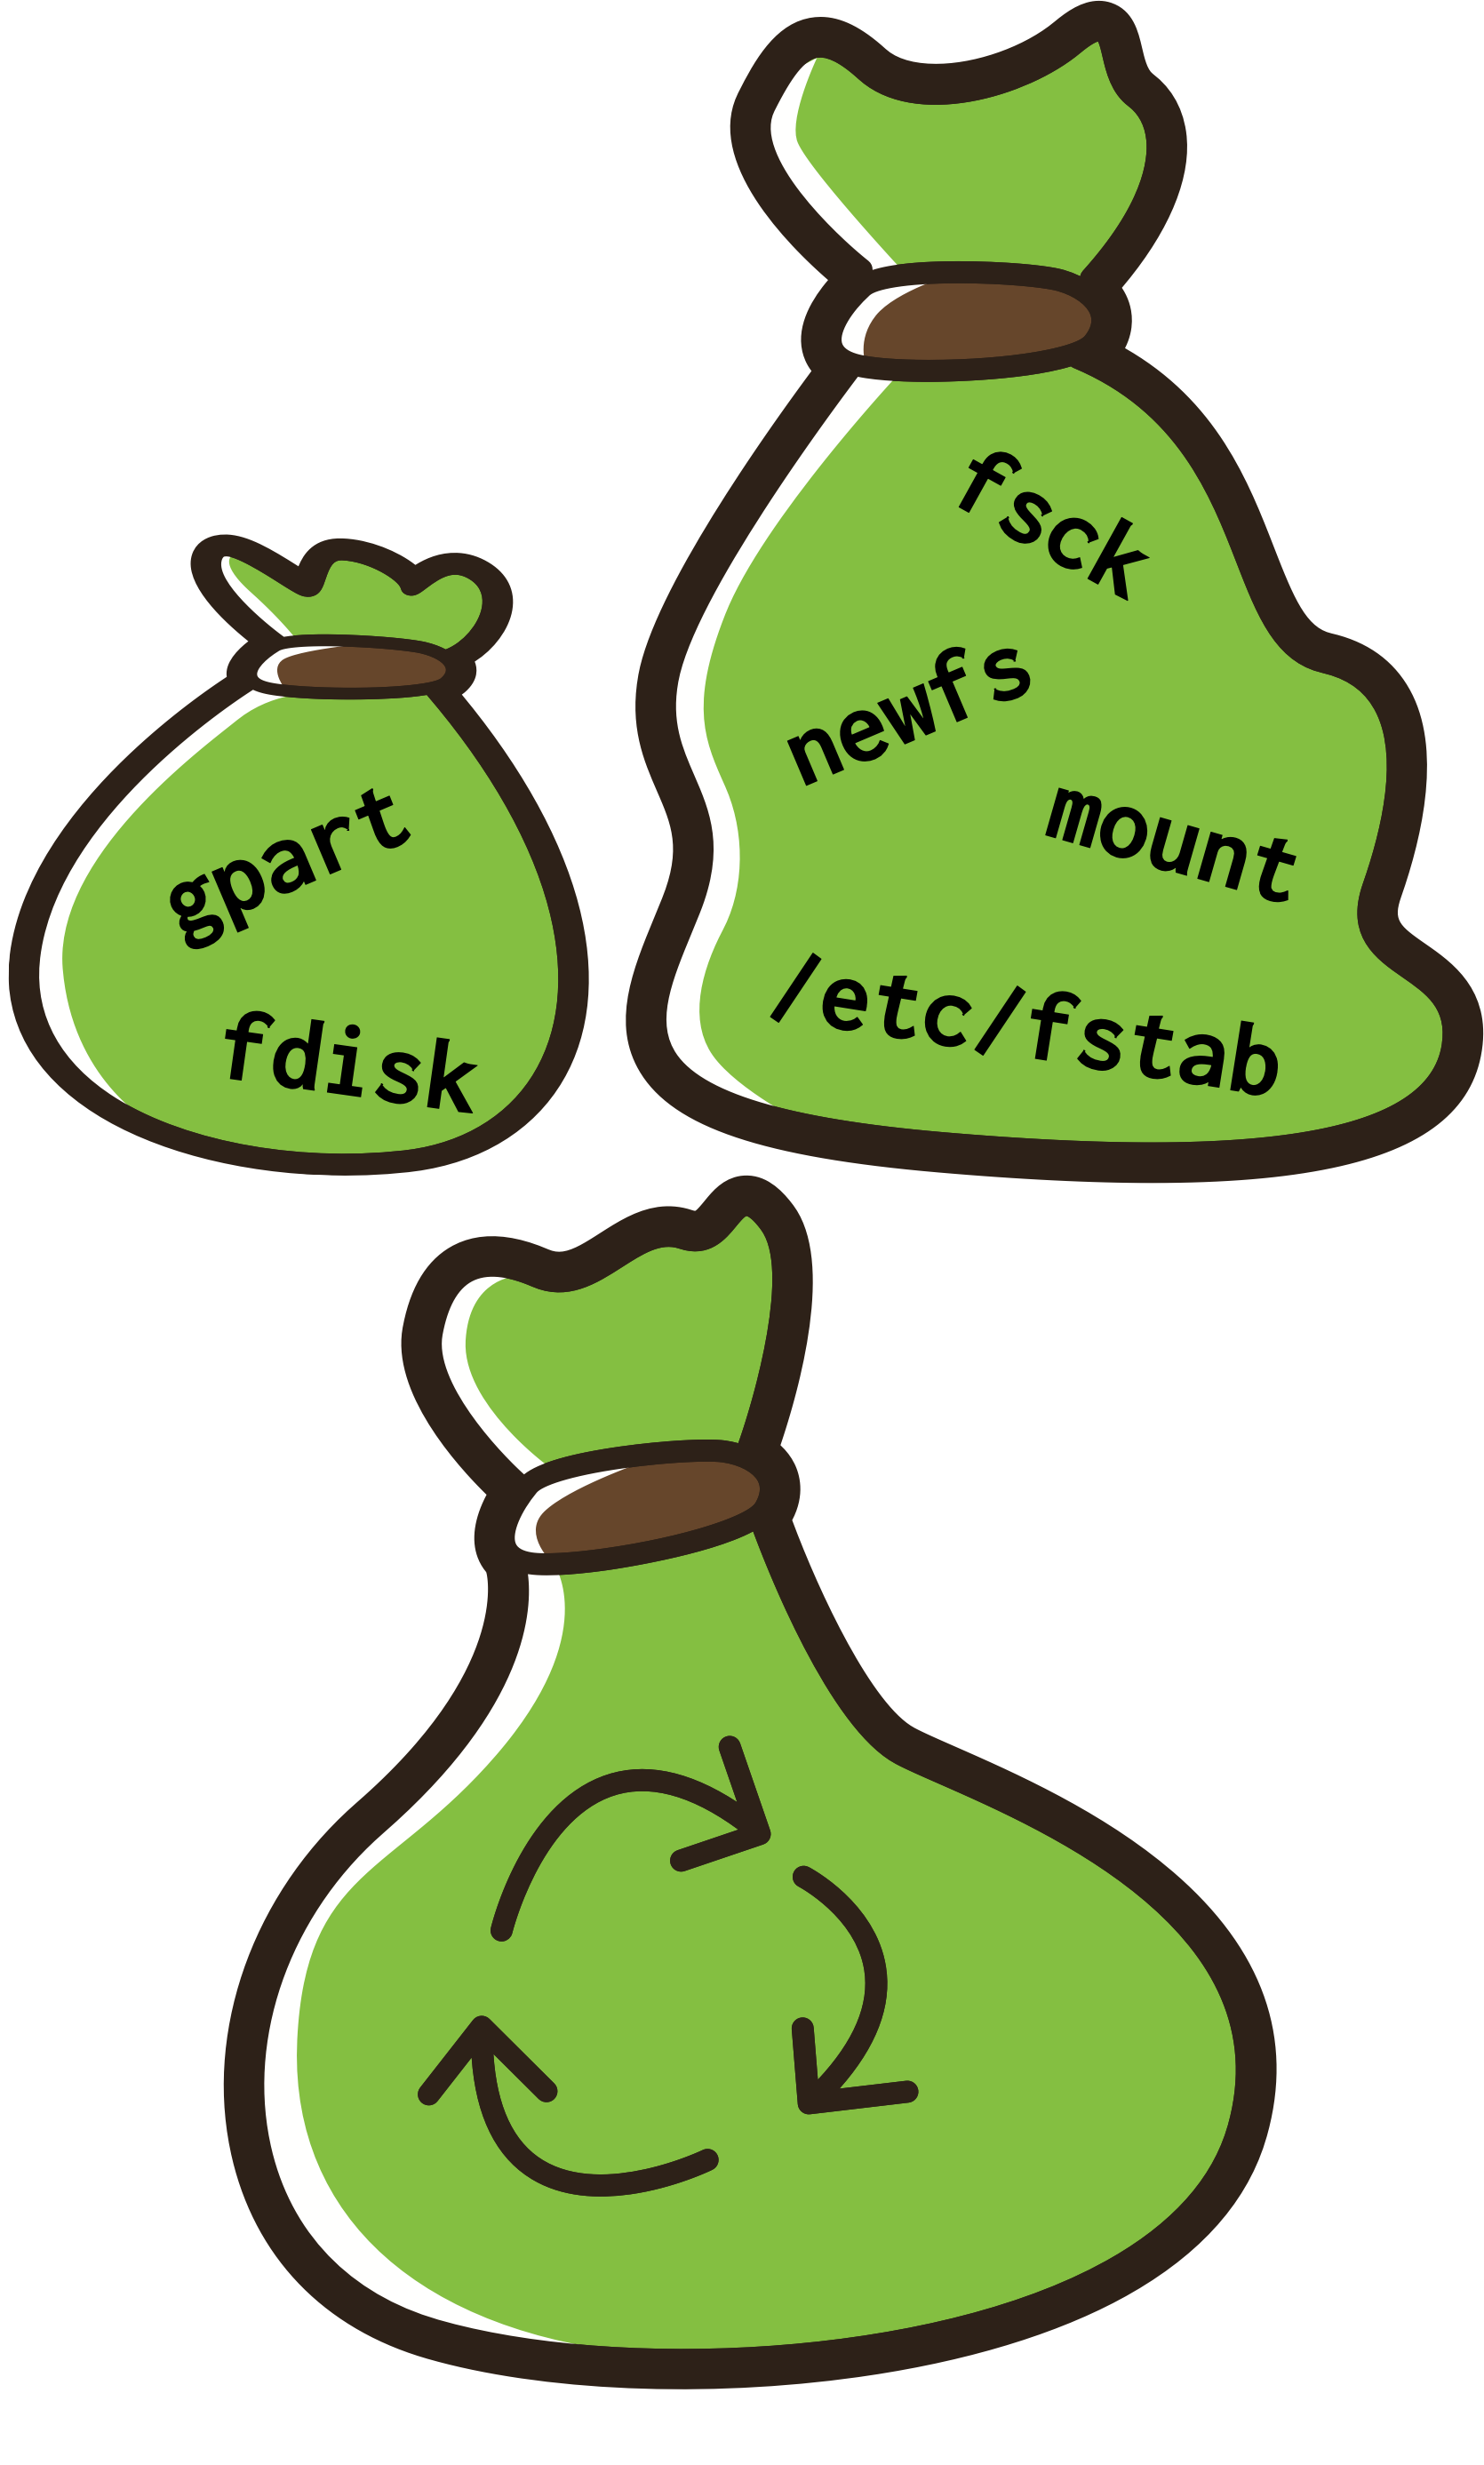 gpart
fdisk
fsck
newfs
mount
/etc/fstab